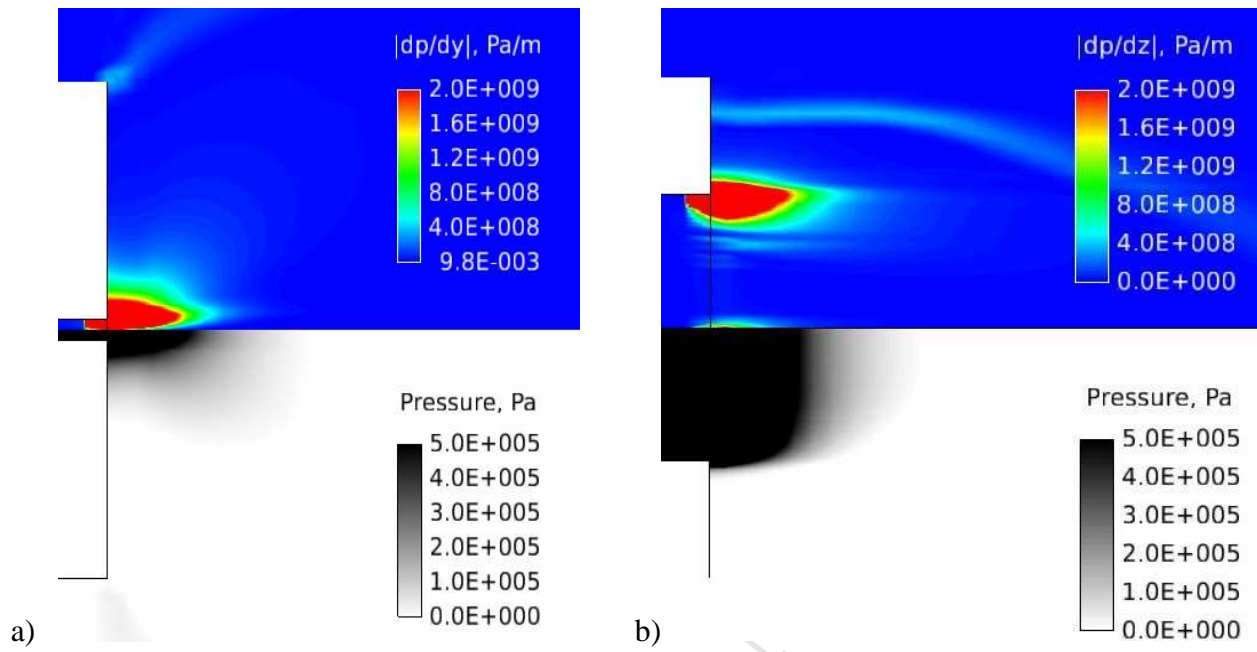 |dp/dy|, Pa/m
2.0E+009
1.6E+009
1.2E+009
8.0E+008
4.0E+008
9.8E-003
Pressure, Pa
5.0E+005
4.0E+005
3.0E+005
2.0E+005
1.0E+005
0.0E+000
a)
|dp/dz|, Pa/m
2.0E+009
1.6E+009
1.2E+009
8.0E+008
4.0E+008
0.0E+000
Pressure, Pa
5.0E+005
4.0E+005
3.0E+005
2.0E+005
1.0E+005
0.0E+000
b)